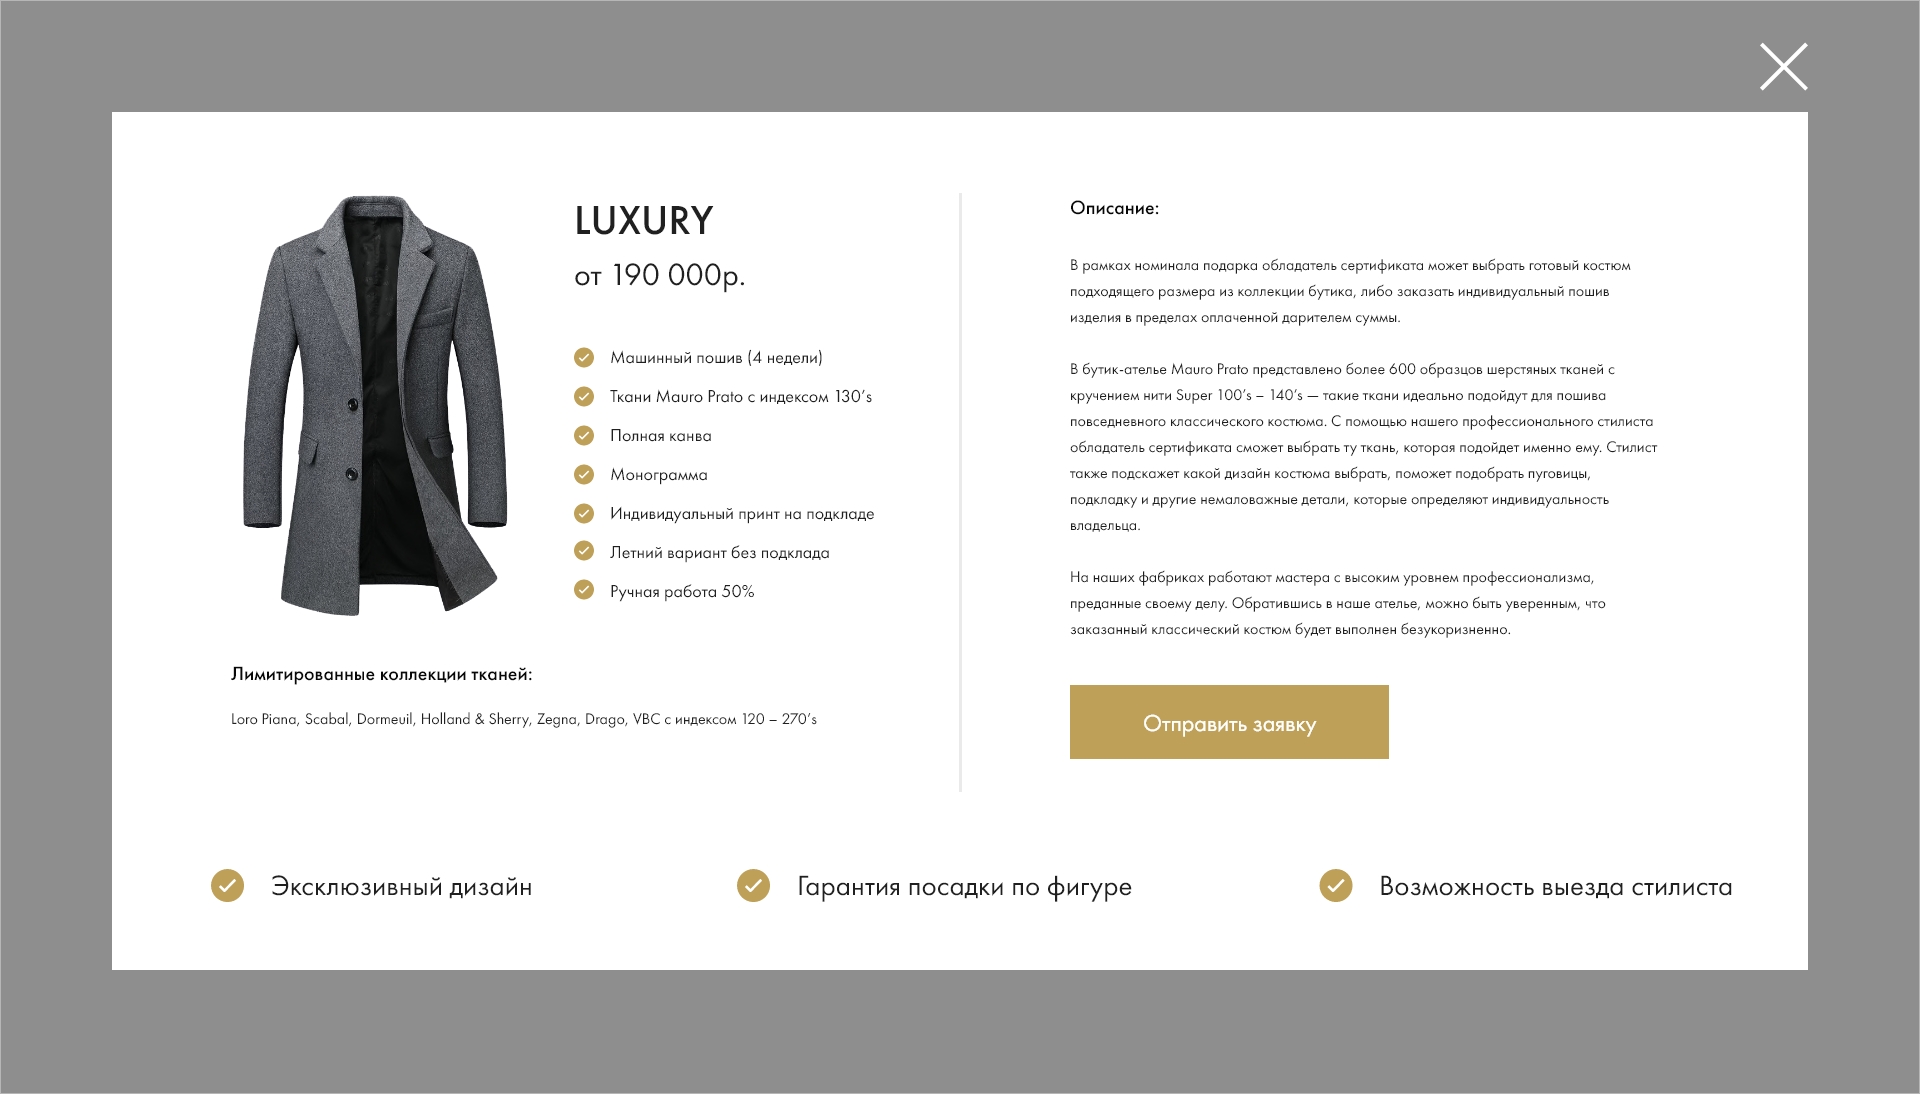 LUXURY
от 190 000р.
Машинный пошив (4 недели)
Ткани Mauro Prato с индексом 130’s
Полная канва
Монограмма
Индивидуальный принт на подкладе
Летний вариант без подклада
Ручная работа 50%
Лимитированные коллекции тканей:
Loro Piana, Scabal, Dormeuil, Holland & Sherry, Zegna, Drago, VBC с индексом 120 – 270’s
Описание:
В рамках номинала подарка обладатель сертификата может выбрать готовый костюм
подходящего размера из коллекции бутика, либо заказать индивидуальный пошив
изделия в пределах оплаченной дарителем суммы.
В бутик-ателье Mauro Prato представлено более 600 образцов шерстяных тканей с
кручением нити Super 100’s – 140’s — такие ткани идеально подойдут для пошива
повседневного классического костюма. С помощью нашего профессионального стилиста
обладатель сертификата сможет выбрать ту ткань, которая подойдет именно ему. Стилист
также подскажет какой дизайн костюма выбрать, поможет подобрать пуговицы,
подкладку и другие немаловажные детали, которые определяют индивидуальность
владельца.
На наших фабриках работают мастера с высоким уровнем профессионализма,
преданные своему делу. Обратившись в наше ателье, можно быть уверенным, что
заказанный классический костюм будет выполнен безукоризненно.
Отправить заявку
Эксклюзивный дизайн
Гарантия посадки по фигуре
Возможность выезда стилиста